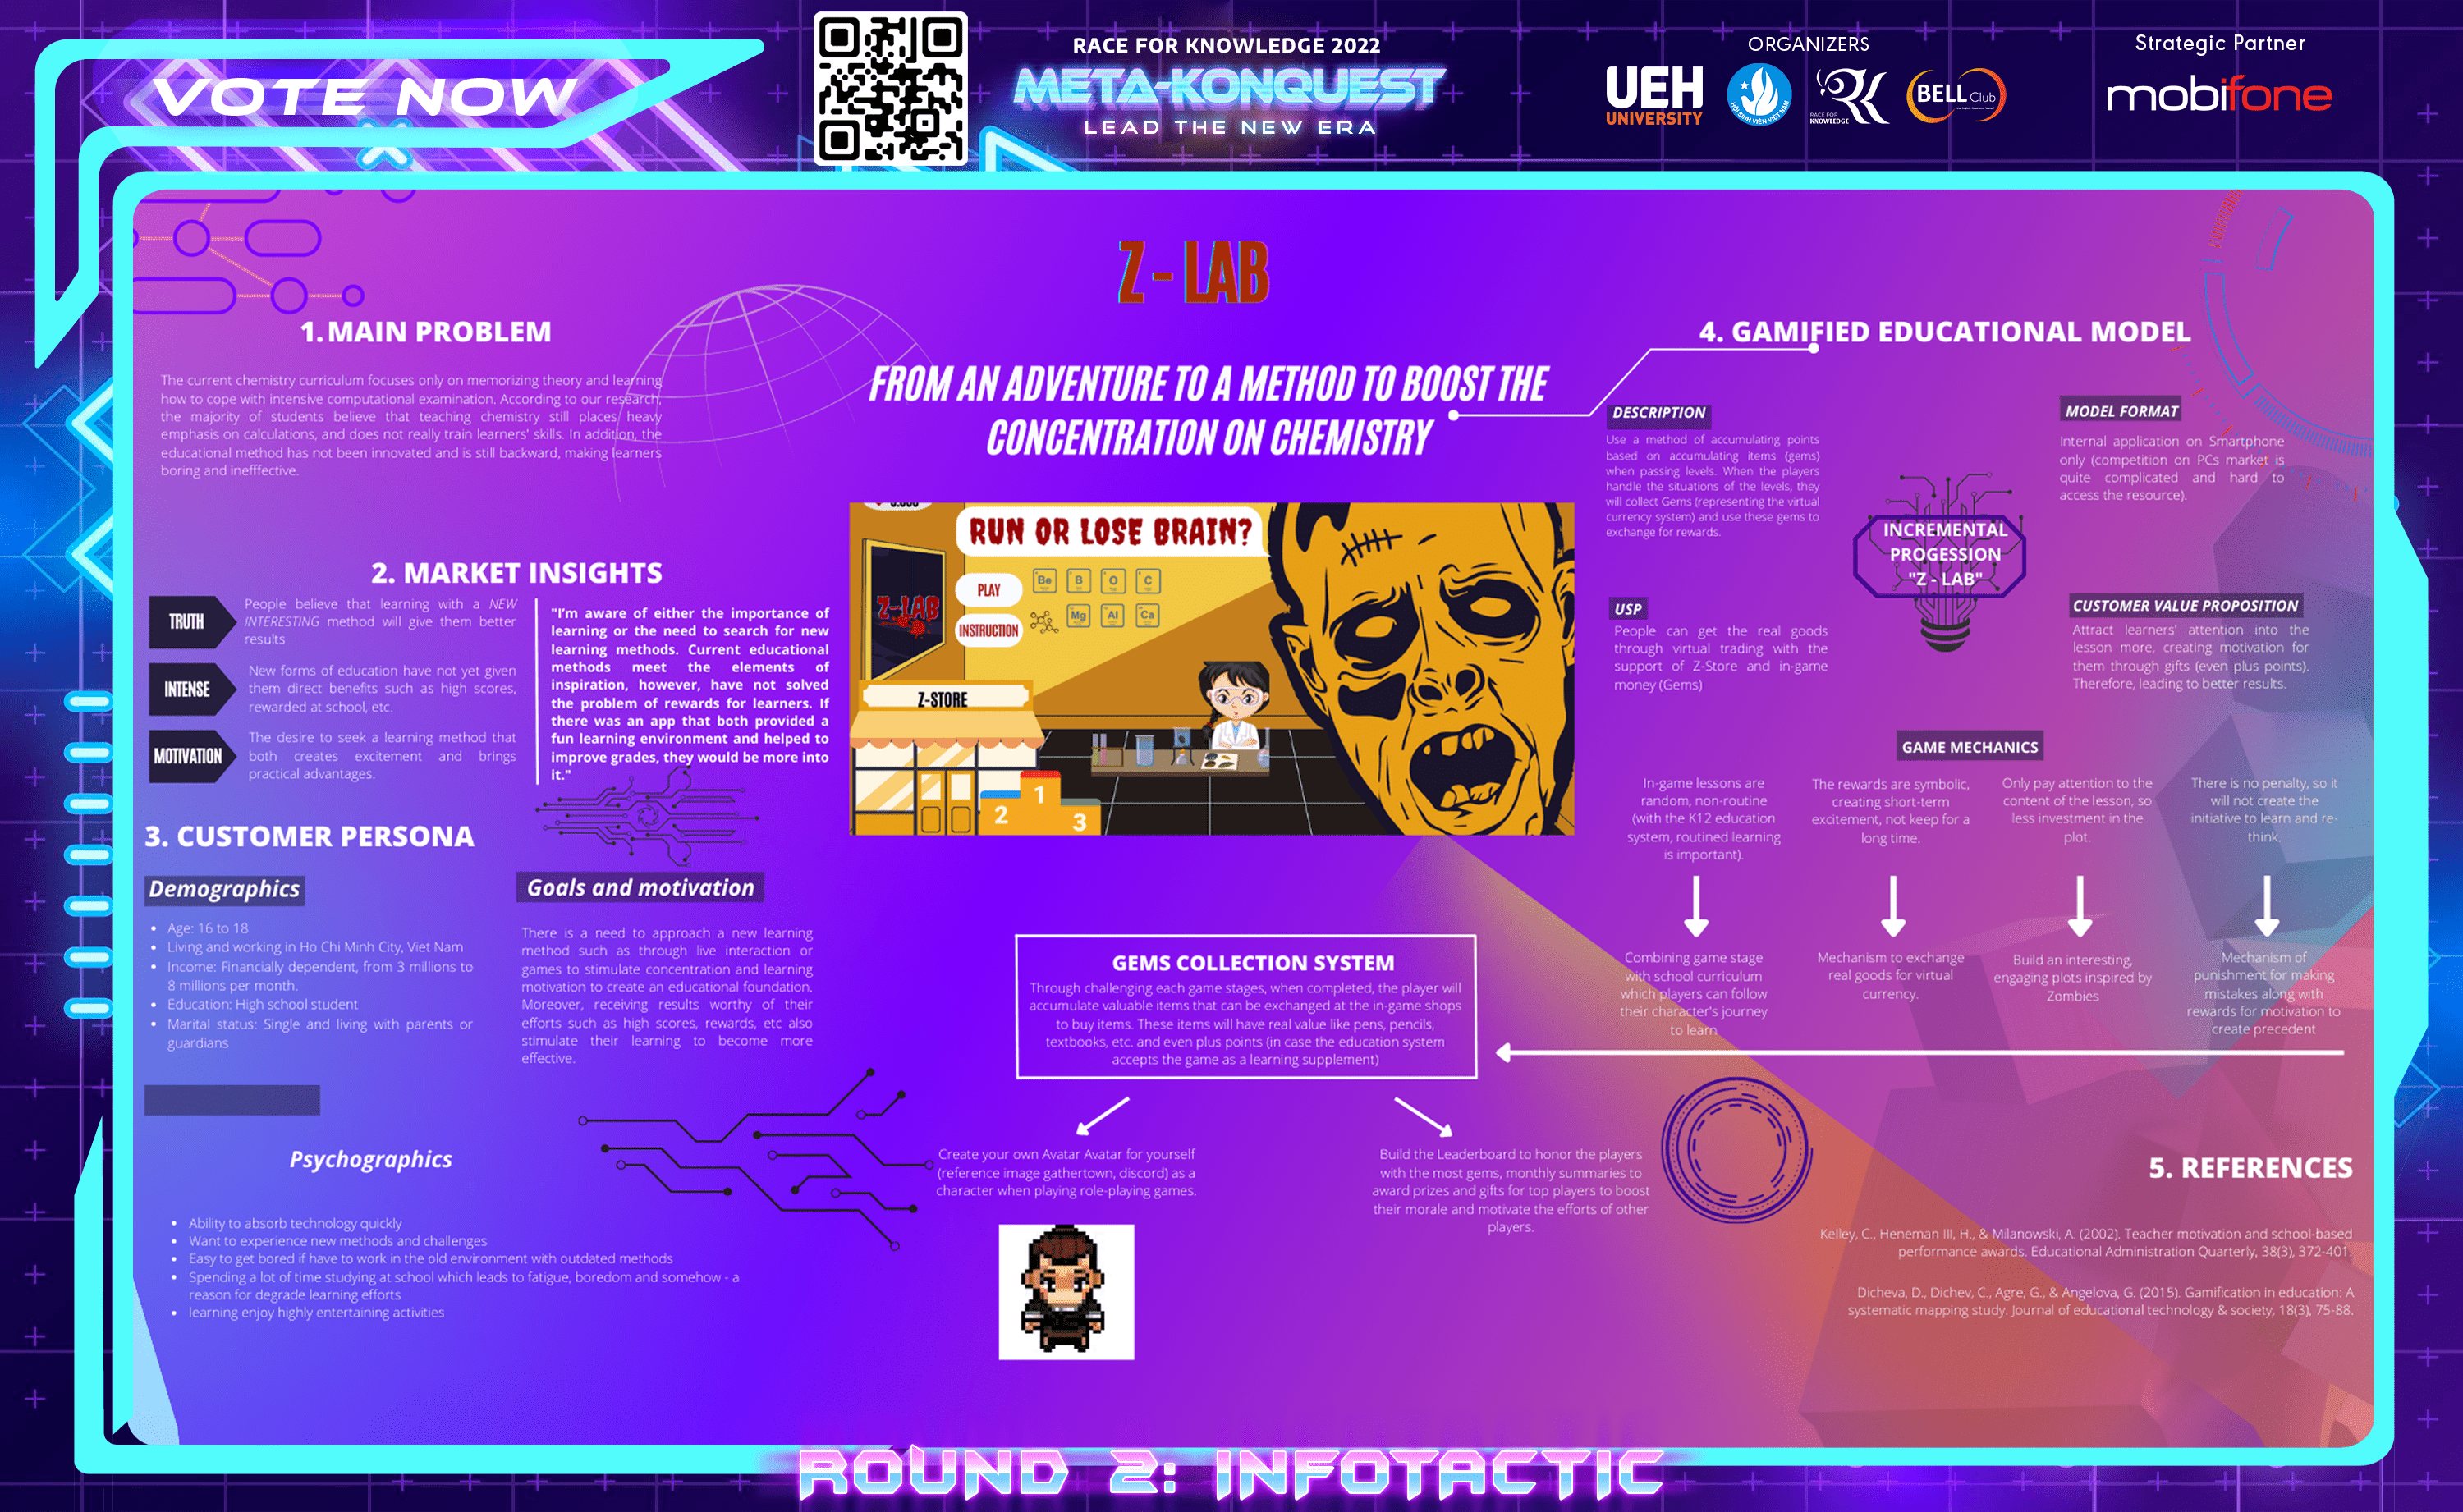 VOTE NOW
RACE FOR KNOWLEDGE 2022
META-KONQUEST
LEAD THE NEW ERA
ORGANIZERS
UEH
UNIVERSITY
HỘI SINH VIÊN VIỆT NAM
RACE FOR
KNOWLEDGE
BELL Club
Strategic Partner
mobifone
Z - LAB
FROM AN ADVENTURE TO A METHOD TO BOOST THE
CONCENTRATION ON CHEMISTRY
1. MAIN PROBLEM
The current chemistry curriculum focuses only on memorizing theory and learning
how to cope with intensive computational examination. According to our research,
the majority of students believe that teaching chemistry still places heavy
emphasis on calculations, and does not really train learners' skills. In addition, the
educational method has not been innovated and is still backward, making learners
boring and inefffective.
2. MARKET INSIGHTS
TRUTH
People believe that learning with a NEW
INTERESTING method will give them better
results
INTENSE
New forms of education have not yet given
them direct benefits such as high scores,
rewarded at school, etc.
MOTIVATION
The desire to seek a learning method that
both creates excitement and brings
practical advantages.
"I'm aware of either the importance of
learning or the need to search for new
learning methods. Current educational
methods meet the elements of
inspiration, however, have not solved
the problem of rewards for learners. If
there was an app that both provided a
fun learning environment and helped to
improve grades, they would be more into
it."
3. CUSTOMER PERSONA
Demographics
• Age: 16 to 18
• Living and working in Ho Chi Minh City, Viet Nam
• Income: Financially dependent, from 3 millions to
8 millions per month.
• Education: High school student
• Marital status: Single and living with parents or
guardians
Goals and motivation
There is a need to approach a new learning
method such as through live interaction or
games to stimulate concentration and learning
motivation to create an educational foundation.
Moreover, receiving results worthy of their
efforts such as high scores, rewards, etc also
stimulate their learning to become more
effective.
Psychographics
• Ability to absorb technology quickly
• Want to experience new methods and challenges
• Easy to get bored if have to work in the old environment with outdated methods
• Spending a lot of time studying at school which leads to fatigue, boredom and somehow - a
reason for degrade learning efforts
• learning enjoy highly entertaining activities
RUN OR LOSE BRAIN?
PLAY
INSTRUCTION
Be B O C
Mg Al Ca
Z-LAB
Z-STORE
1
2
3
GEMS COLLECTION SYSTEM
Through challenging each game stages, when completed, the player will
accumulate valuable items that can be exchanged at the in-game shops
to buy items. These items will have real value like pens, pencils,
textbooks, etc. and even plus points (in case the education system
accepts the game as a learning supplement)
Create your own Avatar Avatar for yourself
(reference image gathertown, discord) as a
character when playing role-playing games.
Build the Leaderboard to honor the players
with the most gems, monthly summaries to
award prizes and gifts for top players to boost
their morale and motivate the efforts of other
players.
4. GAMIFIED EDUCATIONAL MODEL
DESCRIPTION
Use a method of accumulating points
based on accumulating items (gems)
when passing levels. When the players
handle the situations of the levels, they
will collect Gems (representing the virtual
currency system) and use these gems to
exchange for rewards.
MODEL FORMAT
Internal application on Smartphone
only (competition on PCs market is
quite complicated and hard to
access the resource).
INCREMENTAL
PROGESSION
"Z - LAB"
USP
People can get the real goods
through virtual trading with the
support of Z-Store and in-game
money (Gems)
CUSTOMER VALUE PROPOSITION
Attract learners' attention into the
lesson more, creating motivation for
them through gifts (even plus points).
Therefore, leading to better results.
GAME MECHANICS
In-game lessons are
random, non-routine
(with the K12 education
system, routined learning
is important).
The rewards are symbolic,
creating short-term
excitement, not keep for a
long time.
Only pay attention to the
content of the lesson, so
less investment in the
plot.
There is no penalty, so it
will not create the
initiative to learn and re-
think.
Combining game stage
with school curriculum
which players can follow
their character's journey
to learn
Mechanism to exchange
real goods for virtual
currency.
Build an interesting,
engaging plots inspired by
Zombies
Mechanism of
punishment for making
mistakes along with
rewards for motivation to
create precedent
5. REFERENCES
Kelley, C., Heneman III, H., & Milanowski, A. (2002). Teacher motivation and school-based
performance awards. Educational Administration Quarterly, 38(3), 372-401.
Dicheva, D., Dichev, C., Agre, G., & Angelova, G. (2015). Gamification in education: A
systematic mapping study. Journal of educational technology & society, 18(3), 75-88.
ROUND 2: INFOTACTIC